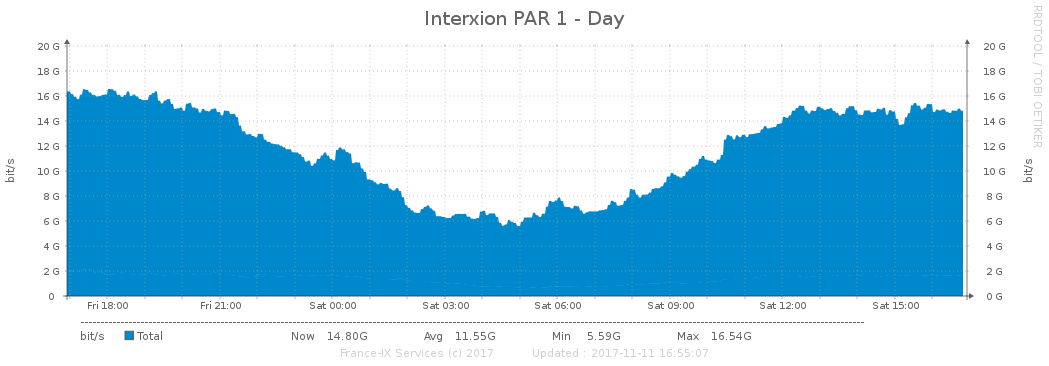 Interxion PAR 1 - Day
RRDTOOL / TOBI OETIKER
20 G 20 G
18 G 18 G
16 G 16 G
14 G 14 G
12 G 12 G
10 G 10 G
8 G 8 G
6 G 6 G
4 G 4 G
2 G 2 G
0 0 G
bit/s
bit/s
Fri 18:00 Fri 21:00 Sat 00:00 Sat 03:00 Sat 06:00 Sat 09:00 Sat 12:00 Sat 15:00
bit/s Total Now 14.80G Avg 11.55G Min 5.59G Max 16.54G
France-IX Services (c) 2017 Updated : 2017-11-11 16:55:07